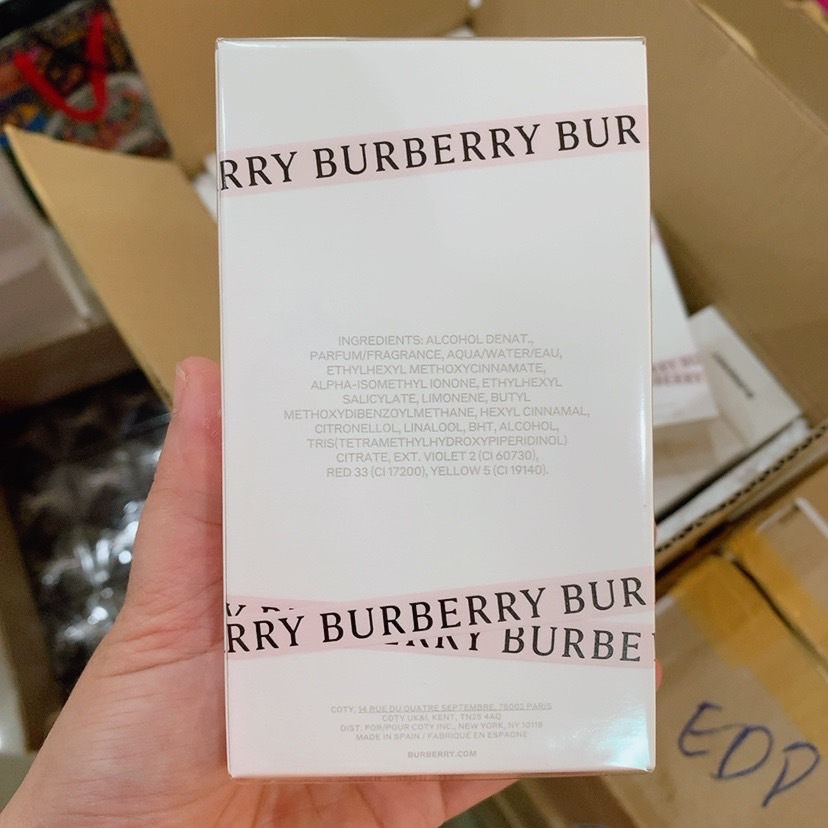 RRY BURBERRY BUR
INGREDIENTS: ALCOHOL DENAT.,
PARFUM/FRAGRANCE, AQUA/WATER/EAU,
ETHYLHEXYL METHOXYCINNAMATE,
ALPHA-ISOMETHYL IONONE, ETHYLHEXYL
SALICYLATE, LIMONENE, BUTYL
METHOXYDIBENZOYLMETHANE, HEXYL CINNAMAL,
CITRONELLOL, LINALOOL, BHT, ALCOHOL,
TRIS(TETRAMETHYLHYDROXYPIPERIDINOL)
CITRATE, EXT. VIOLET 2 (CI 60730),
RED 33 (CI 17200), YELLOW 5 (CI 19140).
RRY BURBERRY BUR
BURBE
COTY, 14 RUE DU QUATRE SEPTEMBRE, 75002 PARIS
COTY UK&I, KENT, TN25 4AQ
DIST. FOR/POUR COTY INC., NEW YORK, NY 10118
MADE IN SPAIN / FABRIQUÉ EN ESPAGNE
BURBERRY.COM
BERRY
EDP